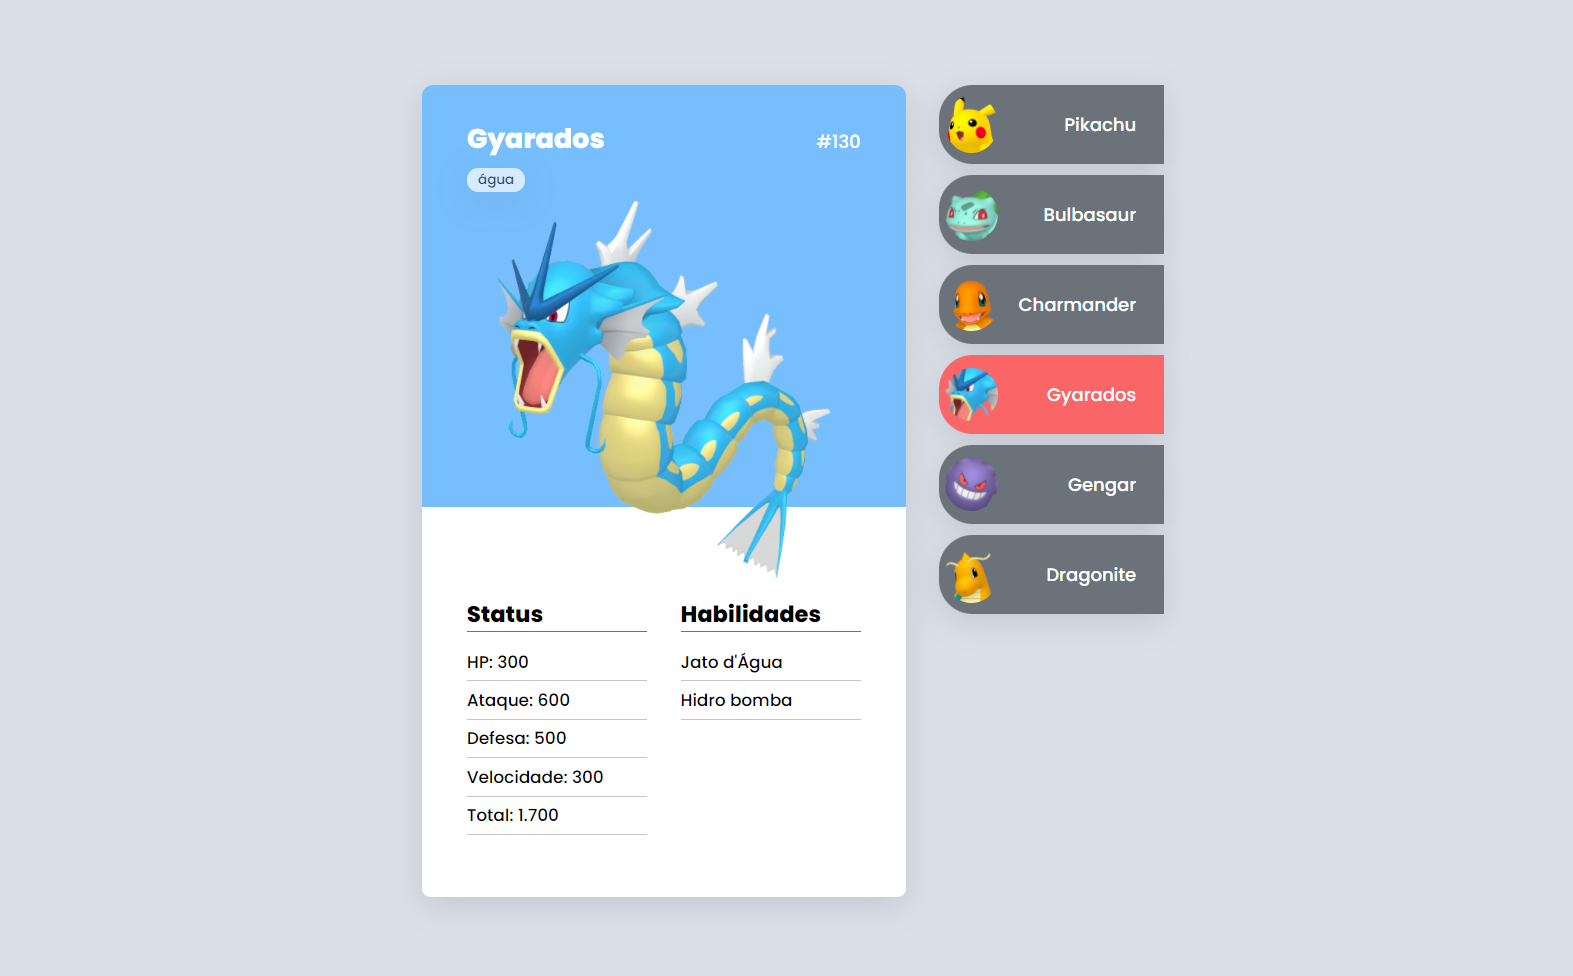 Gyarados
#130
água
Status
HP: 300
Ataque: 600
Defesa: 500
Velocidade: 300
Total: 1.700
Habilidades
Jato d'Água
Hidro bomba
Pikachu
Bulbasaur
Charmander
Gyarados
Gengar
Dragonite